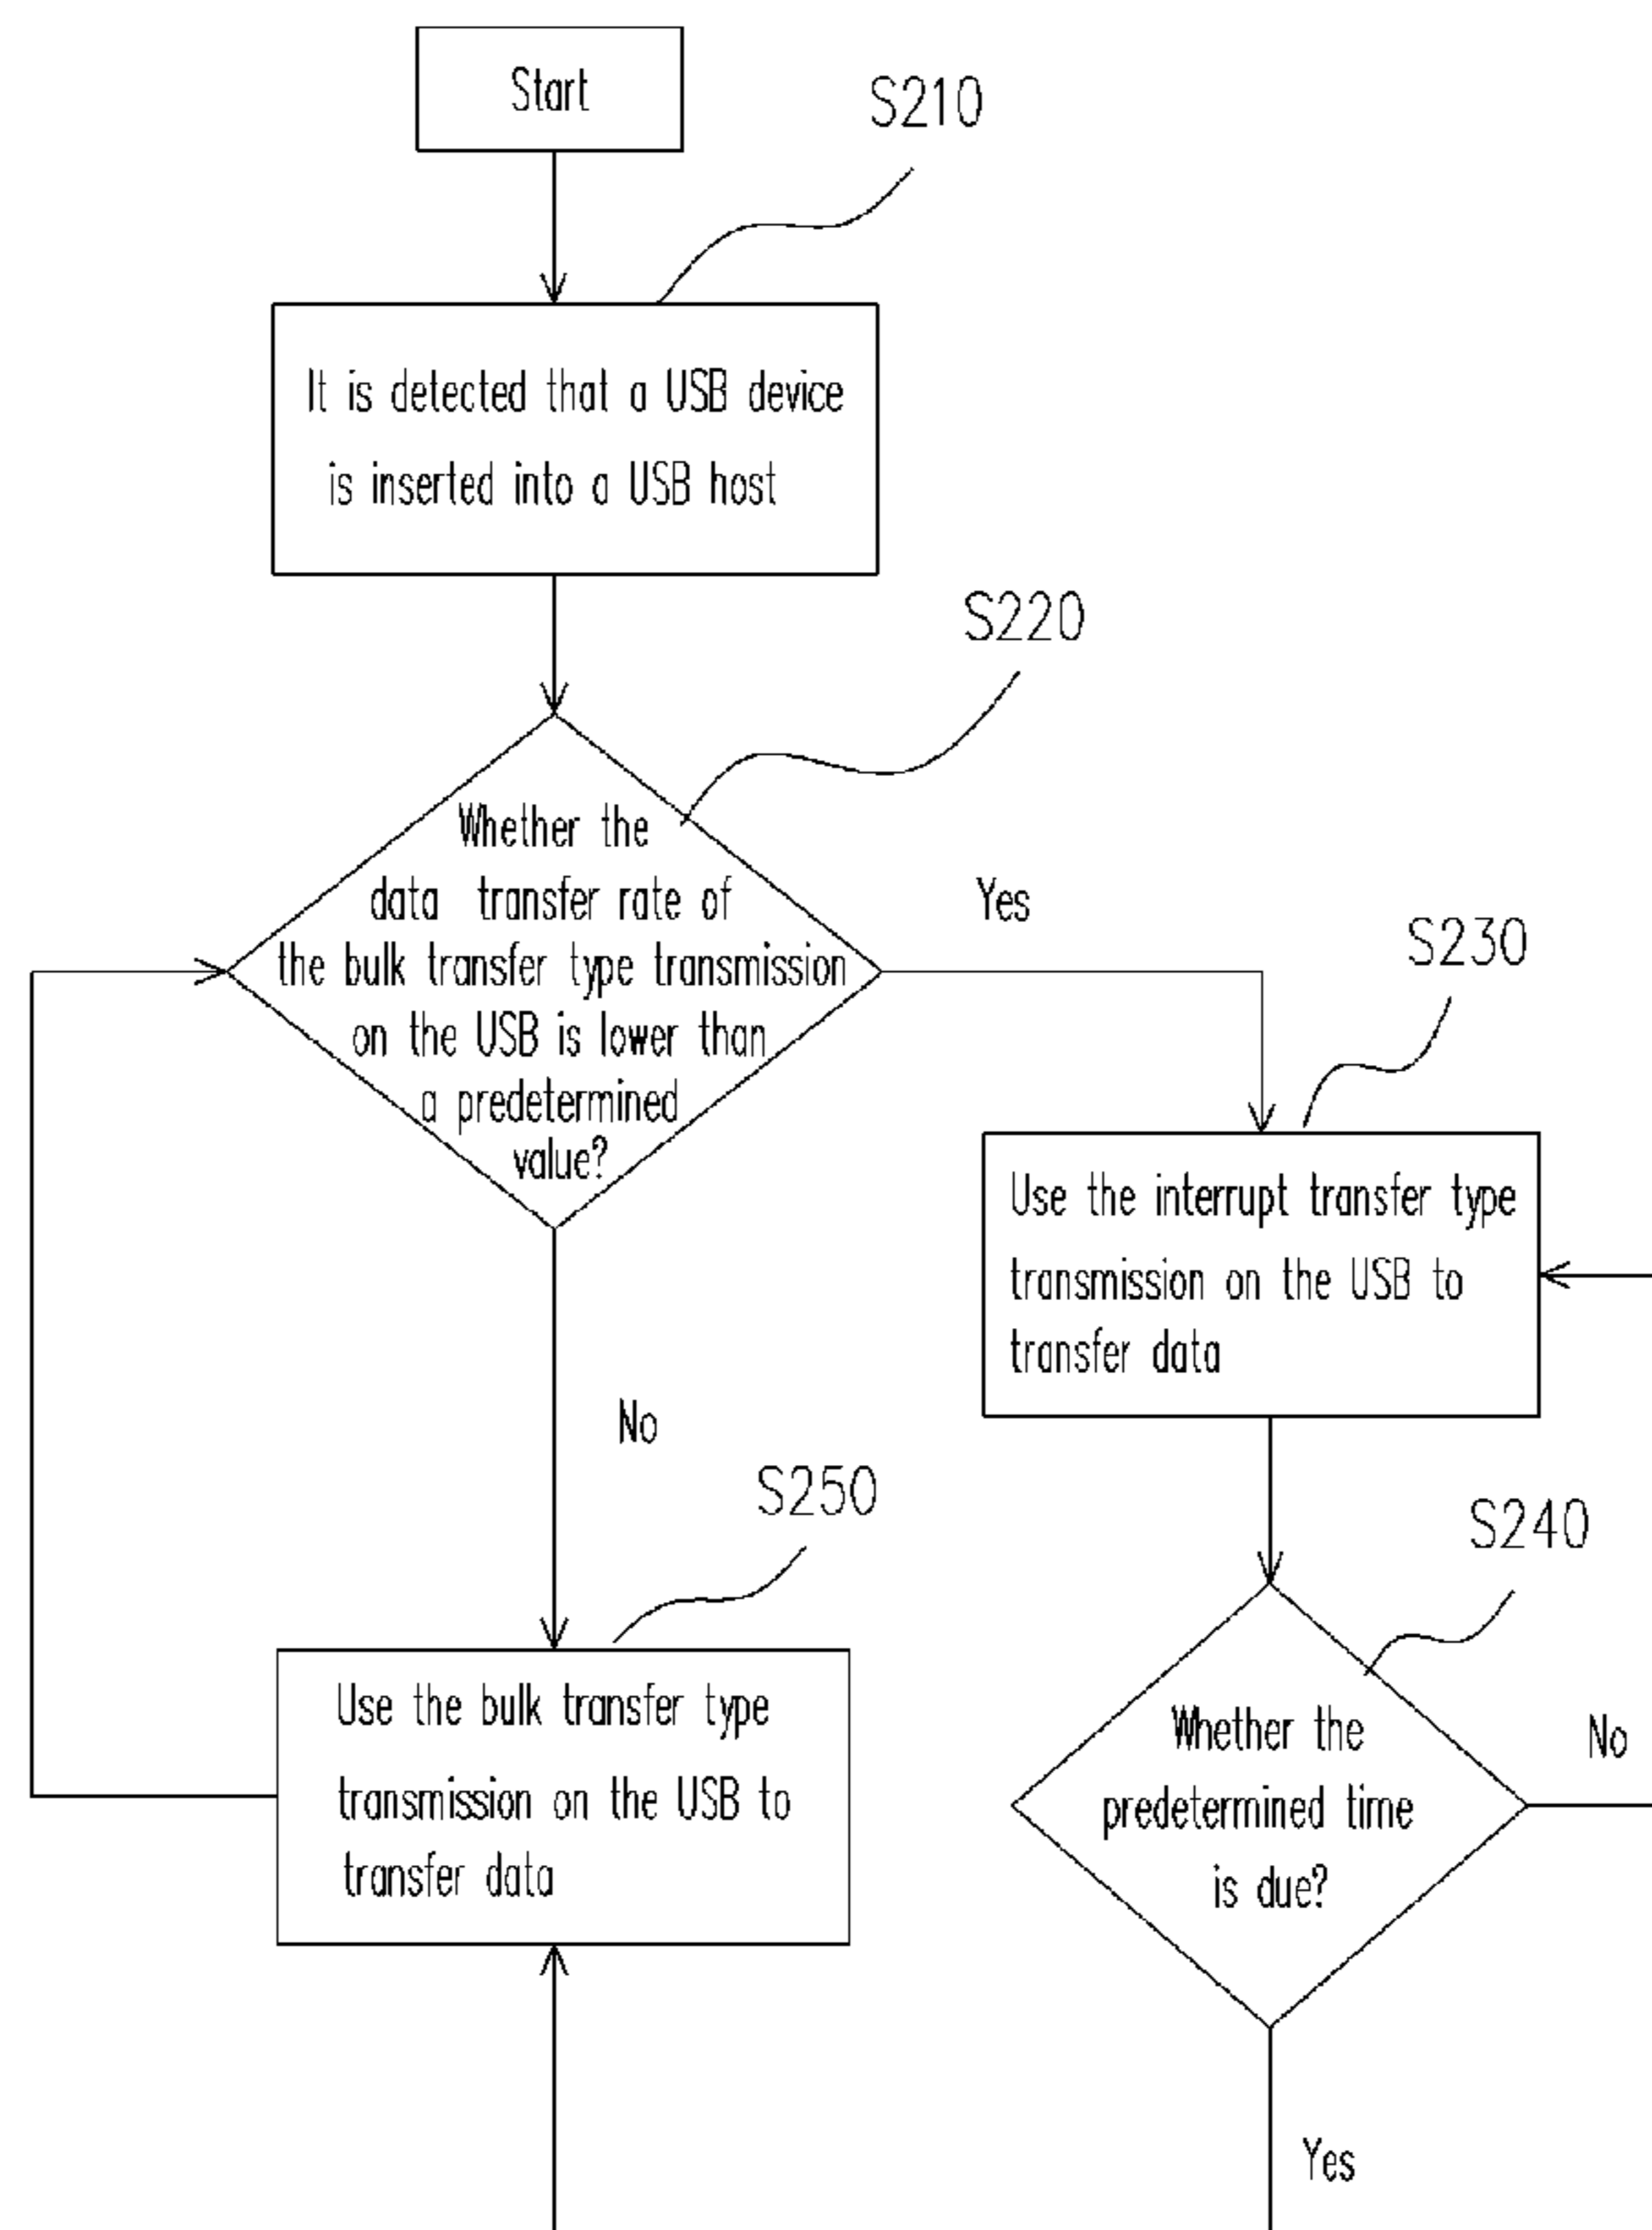 Start
S210
It is detected that a USB device
is inserted into a USB host
S220
Whether the
data transfer rate of
the bulk transfer type transmission
on the USB is lower than
a predetermined
value?
Yes
S230
Use the interrupt transfer type
transmission on the USB to
transfer data
No
S250
S240
Use the bulk transfer type
transmission on the USB to
transfer data
Whether the
predetermined time
is due?
No
Yes